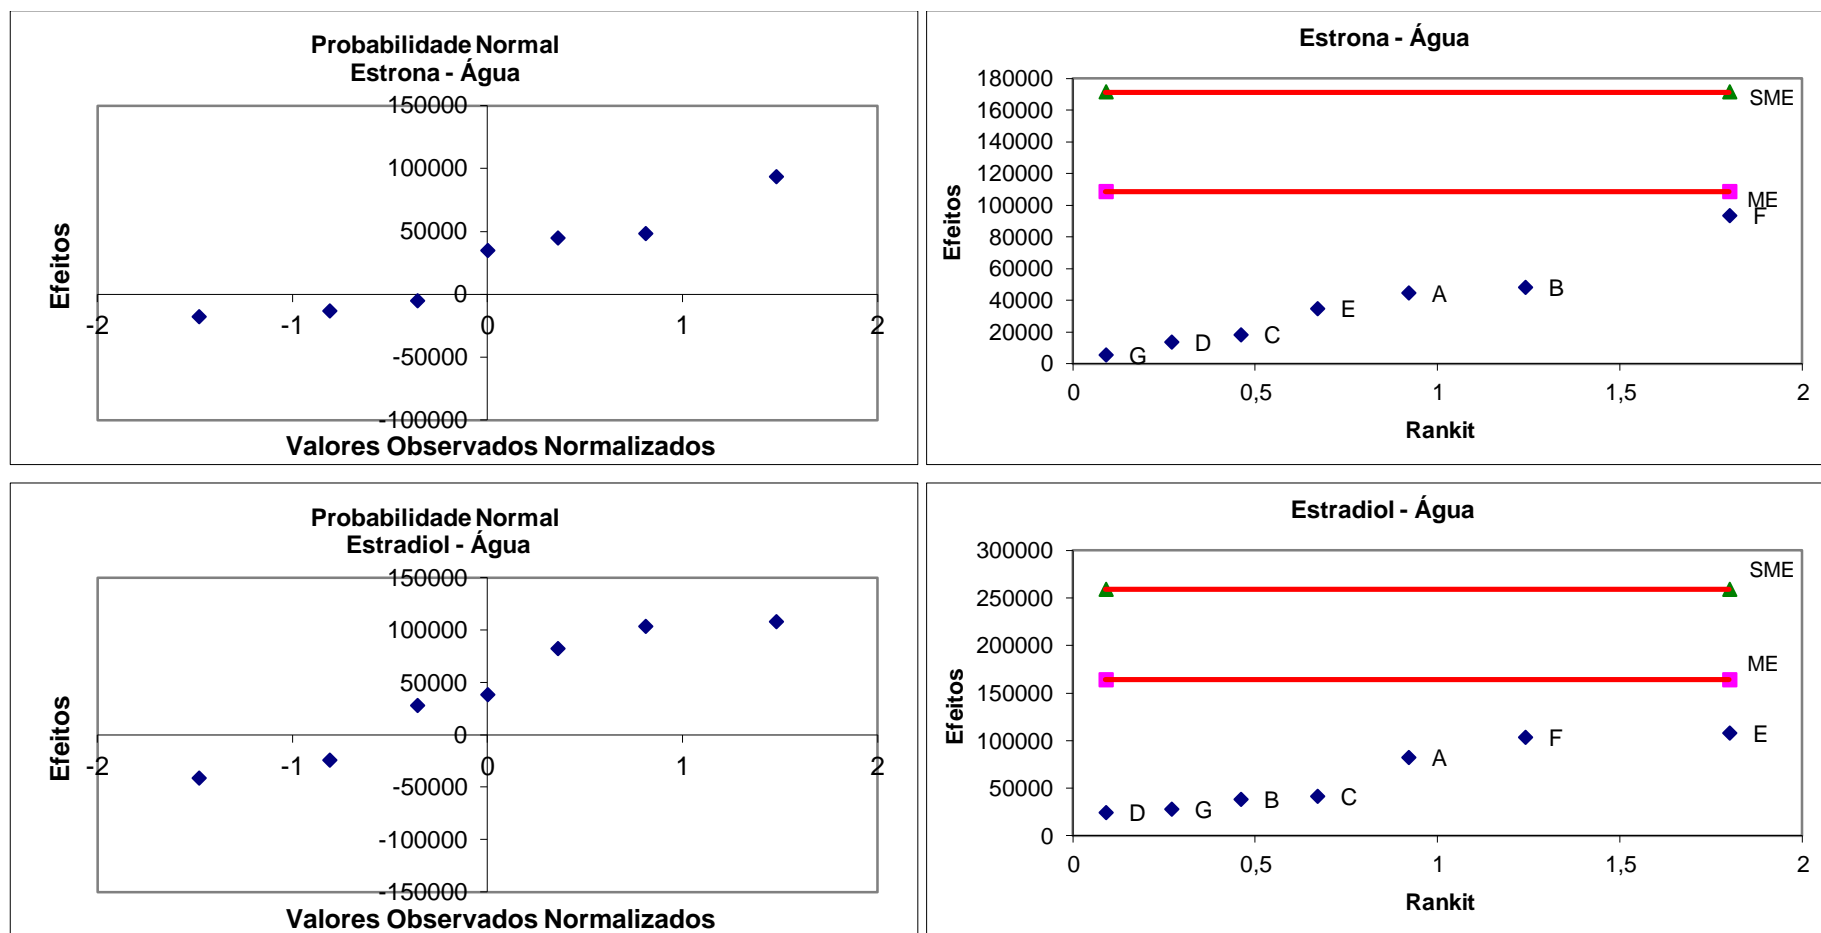 Probabilidade Normal
Estrona - Água
150000
100000
50000
0
-50000
-100000
-2
-1
0
1
2
Efeitos
Valores Observados Normalizados
Estrona - Água
180000
160000
140000
120000
100000
80000
60000
40000
20000
0
SME
ME
F
B
A
E
C
D
G
0
0,5
1
1,5
2
Efeitos
Rankit
Probabilidade Normal
Estradiol - Água
150000
100000
50000
0
-50000
-100000
-150000
-2
-1
0
1
2
Efeitos
Valores Observados Normalizados
Estradiol - Água
300000
250000
200000
150000
100000
50000
0
SME
ME
E
F
A
C
B
G
D
0
0,5
1
1,5
2
Efeitos
Rankit